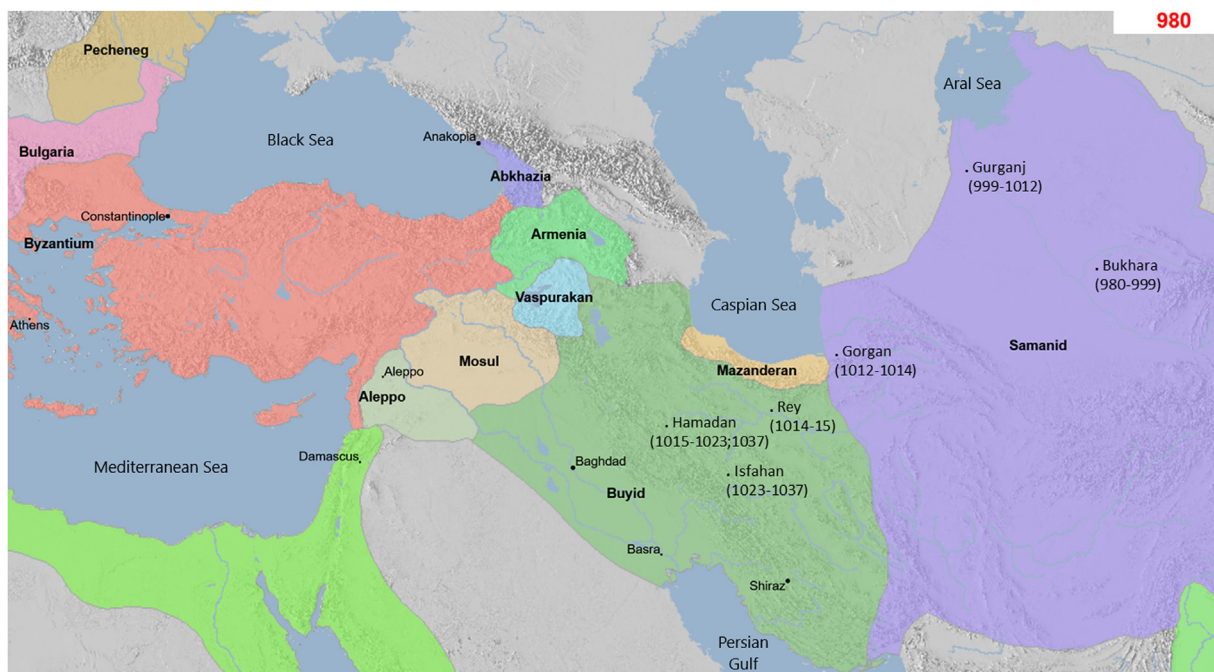 980
Pecheneg
Aral Sea
Black Sea
Anakopia
Bulgaria
Abkhazia
Gurganj
(999-1012)
Constantinople
Byzantium
Armenia
Bukhara
(980-999)
Vaspurakan
Caspian Sea
Athens
Samanid
Mosul
Gorgan
(1012-1014)
Mazanderan
Aleppo
Aleppo
Rey
(1014-15)
Hamadan
(1015-1023;1037)
Damascus
Mediterranean Sea
Baghdad
Isfahan
(1023-1037)
Buyid
Basra
Shiraz
Persian
Gulf